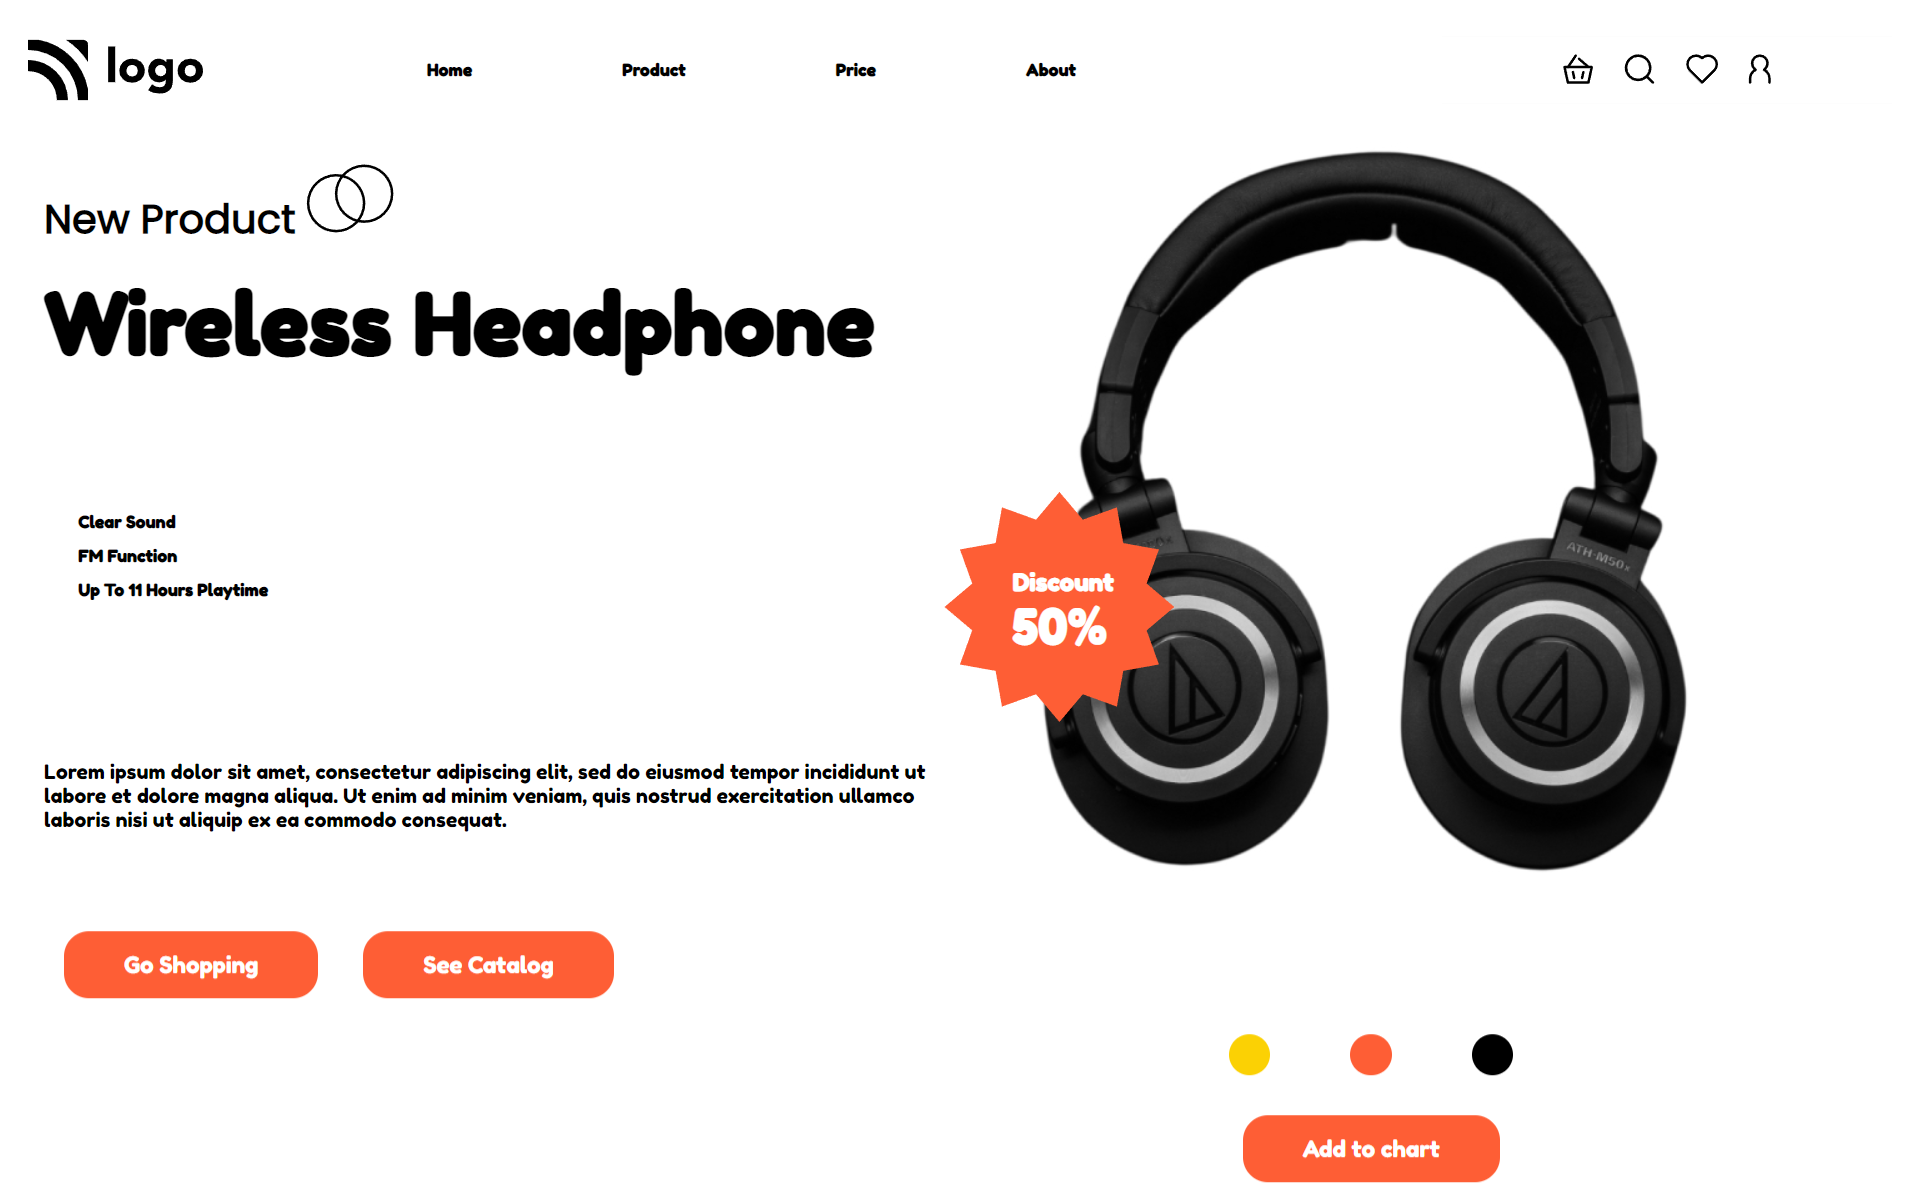 logo
Home
Product
Price
About
New Product
Wireless Headphone
Clear Sound
FM Function
Up To 11 Hours Playtime
Discount
50%
ATH-M50x
Lorem ipsum dolor sit amet, consectetur adipiscing elit, sed do eiusmod tempor incididunt ut
labore et dolore magna aliqua. Ut enim ad minim veniam, quis nostrud exercitation ullamco
laboris nisi ut aliquip ex ea commodo consequat.
Go Shopping
See Catalog
Add to chart